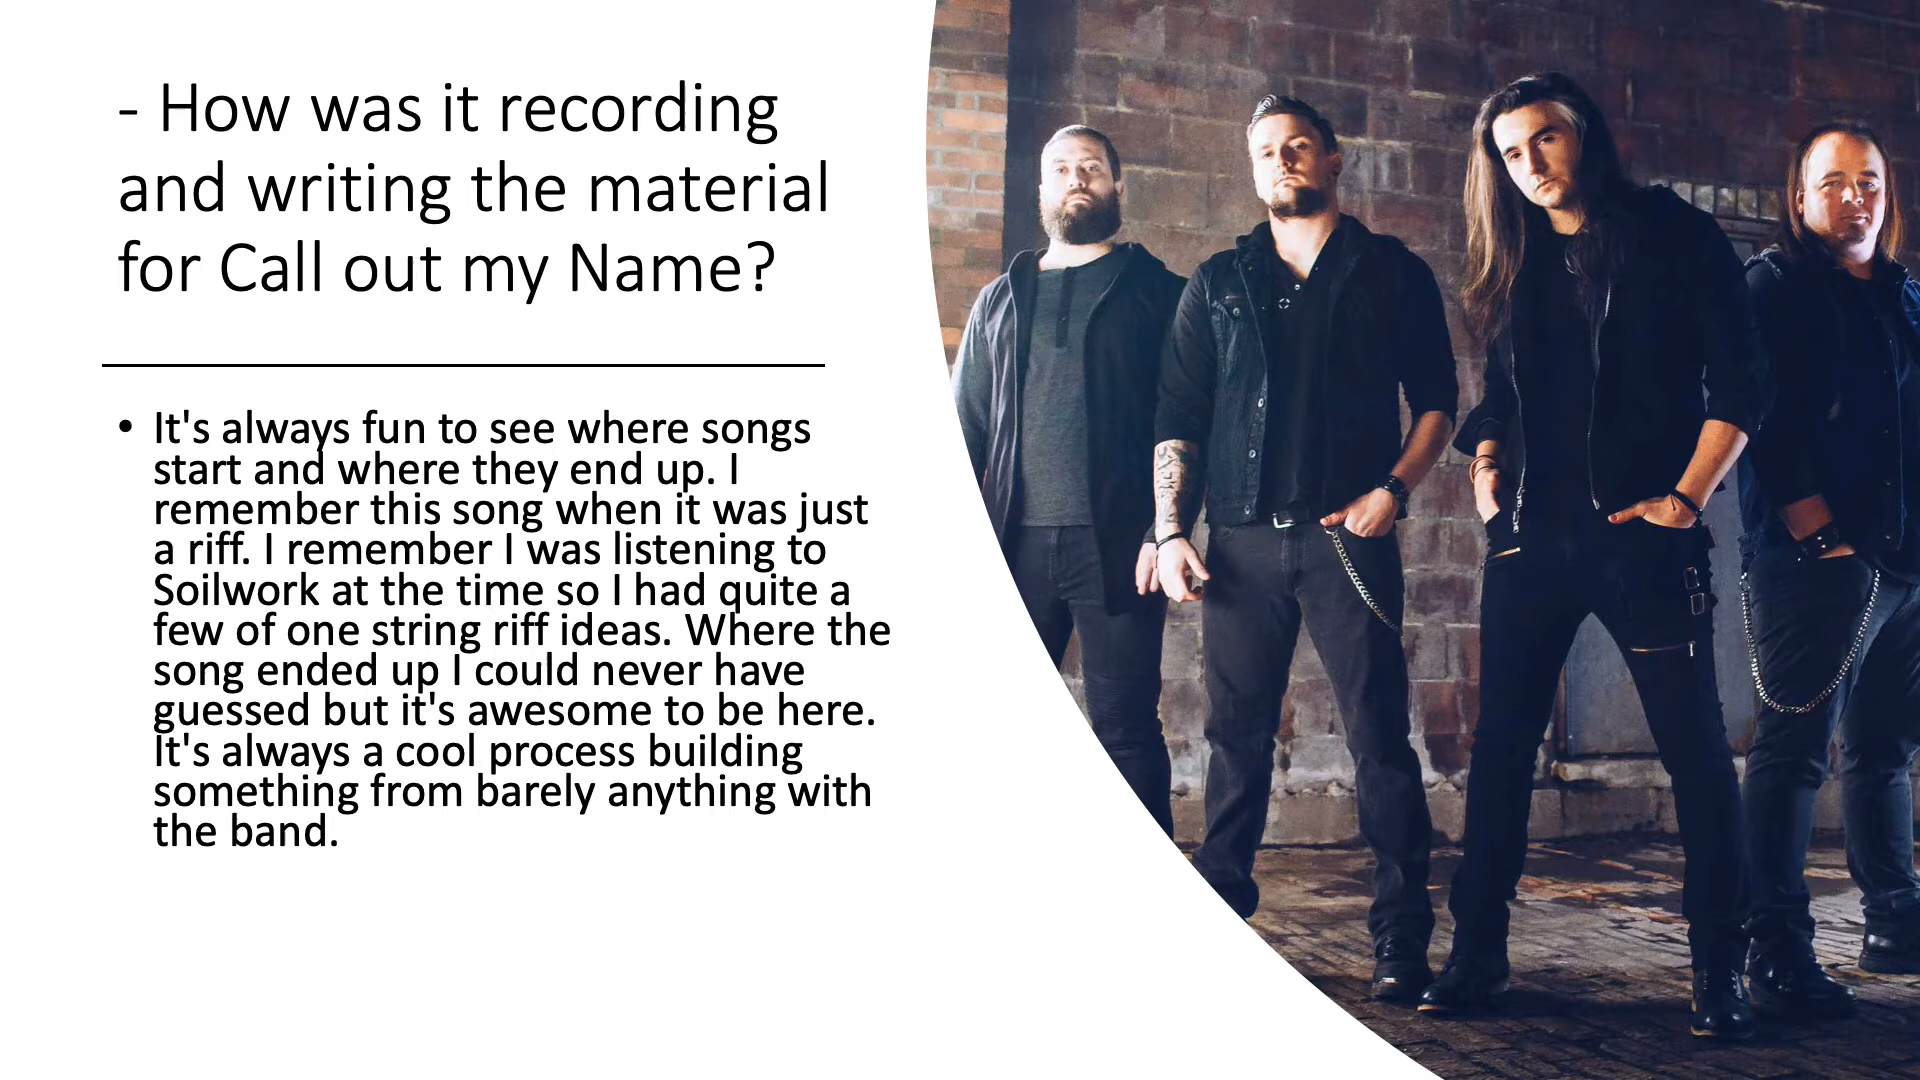 - How was it recording
and writing the material
for Call out my Name?
• It's always fun to see where songs
start and where they end up. I
remember this song when it was just
a riff. I remember I was listening to
Soilwork at the time so I had quite a
few of one string riff ideas. Where the
song ended up I could never have
guessed but it's awesome to be here.
It's always a cool process building
something from barely anything with
the band.